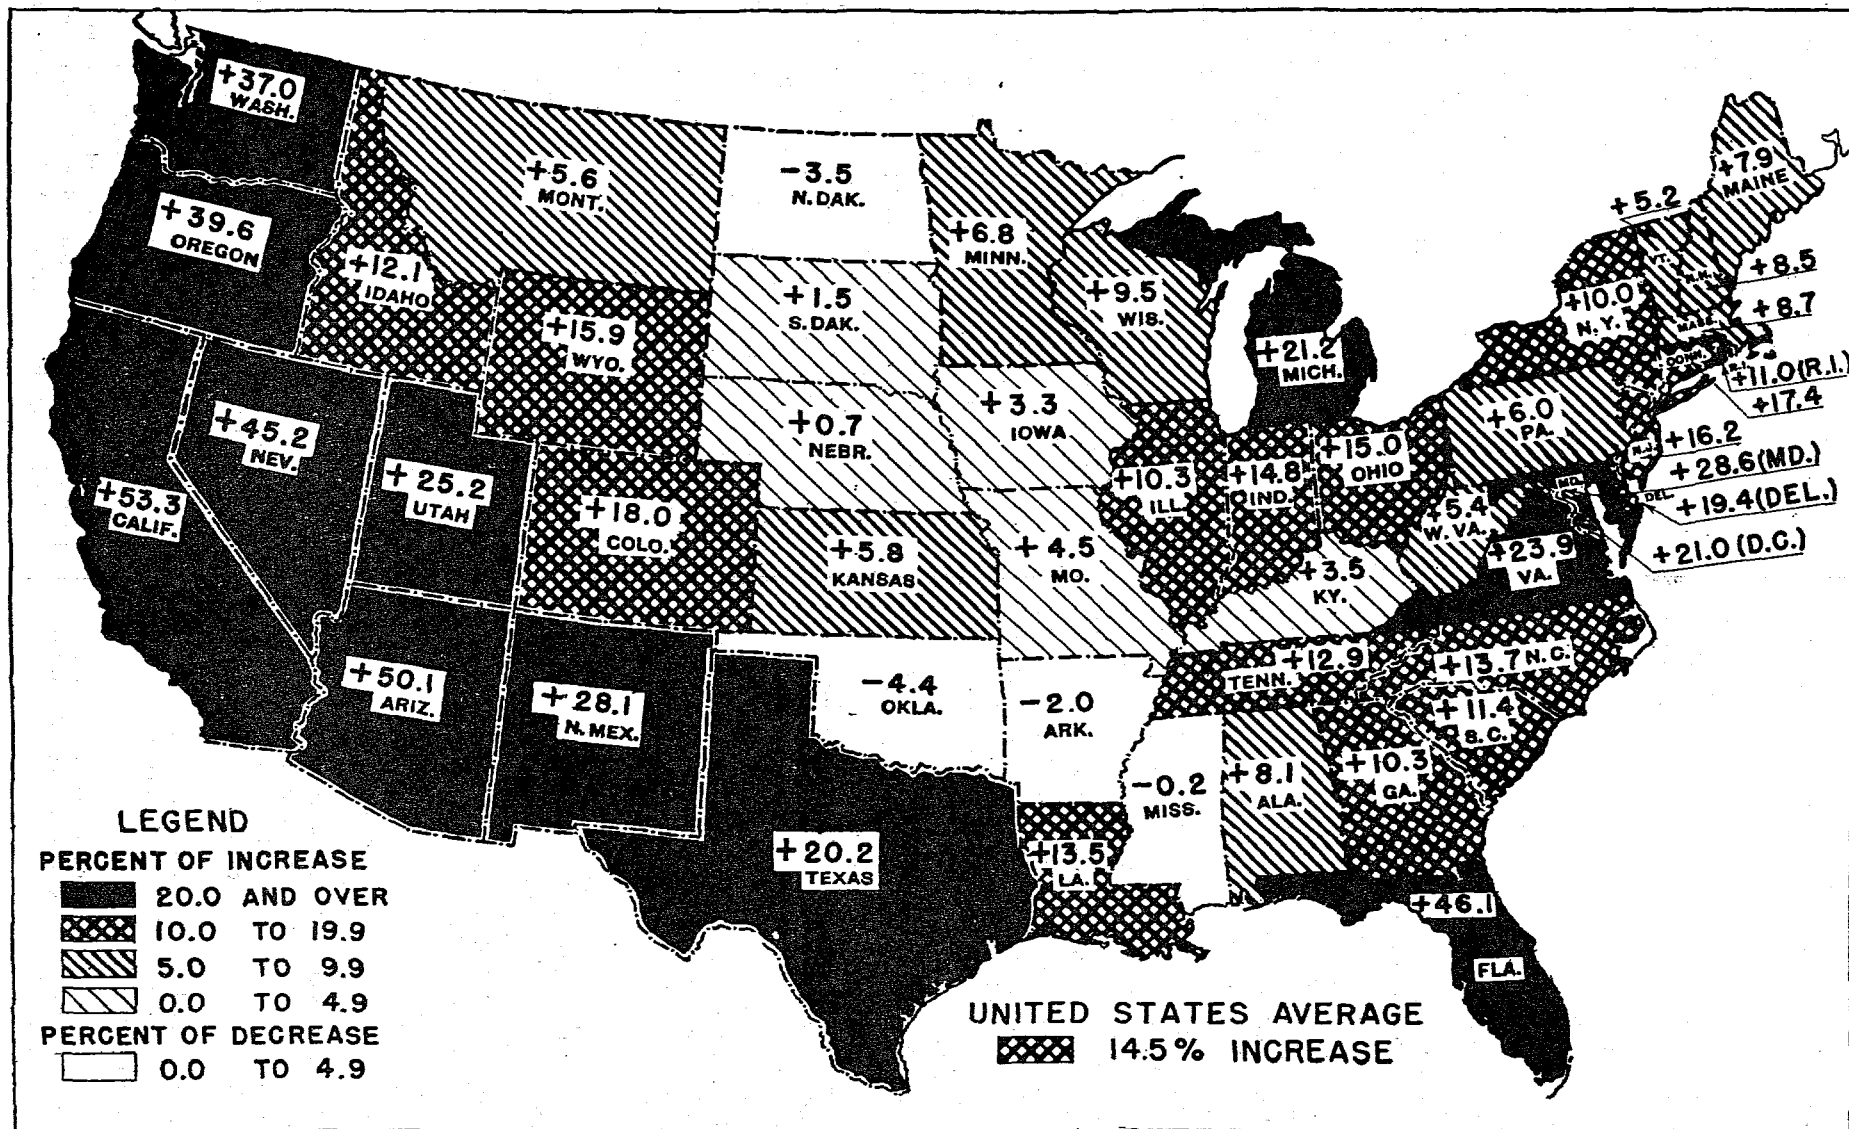 +37.0
WASH.
+39.6
OREGON
+12.1
IDAHO
+5.6
MONT.
-3.5
N. DAK.
+6.8
MINN.
+1.5
S. DAK.
+15.9
WYO.
+9.5
WIS.
+21.2
MICH.
+7.9
MAINE
+5.2
VT.
N.H.
+8.5
+10.0
N.Y.
MASS.
+8.7
CONN.
R.I.
+11.0 (R.I.)
+17.4
+45.2
NEV.
+53.3
CALIF.
+25.2
UTAH
+18.0
COLO.
+0.7
NEBR.
+3.3
IOWA
+10.3
ILL.
+14.8
IND.
+15.0
OHIO
+6.0
PA.
N.J.
+16.2
+28.6 (MD.)
MD.
DEL.
+19.4 (DEL.)
+21.0 (D.C.)
+5.4
W. VA.
+23.9
VA.
+5.8
KANSAS
+4.5
MO.
+3.5
KY.
+50.1
ARIZ.
+28.1
N. MEX.
-4.4
OKLA.
-2.0
ARK.
+12.9
TENN.
+13.7 N.C.
+11.4
S.C.
-0.2
MISS.
+8.1
ALA.
+10.3
GA.
+20.2
TEXAS
+13.5
LA.
+46.1
FLA.
LEGEND
PERCENT OF INCREASE
20.0 AND OVER
10.0 TO 19.9
5.0 TO 9.9
0.0 TO 4.9
PERCENT OF DECREASE
0.0 TO 4.9
UNITED STATES AVERAGE
14.5% INCREASE